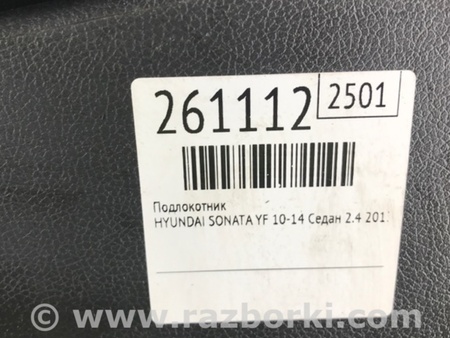 261112
2501
Подлокотник
HYUNDAI SONATA YF 10-14 Седан 2.4 201
© www.razborki.com